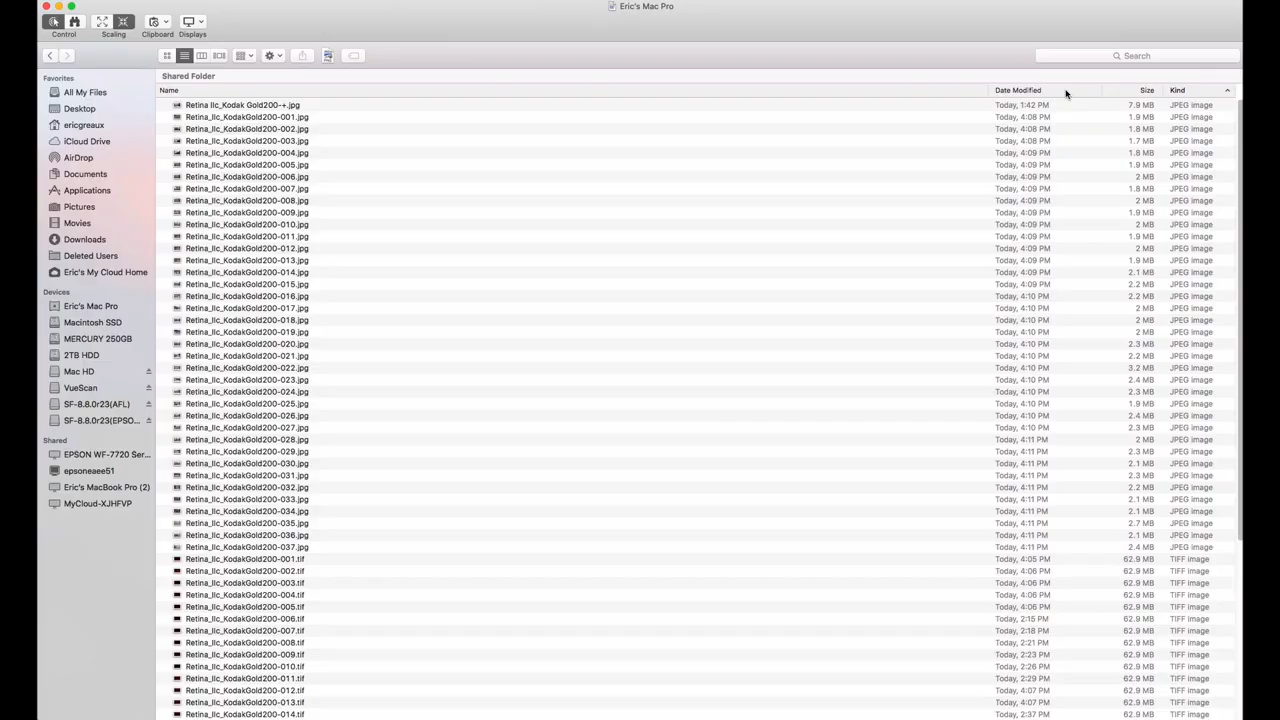 Eric's Mac Pro
Control Scaling Clipboard Displays
Search
Shared Folder
Name Date Modified Size Kind
Favorites
All My Files
Desktop
ericgreaux
iCloud Drive
AirDrop
Documents
Applications
Pictures
Movies
Downloads
Deleted Users
Eric's My Cloud Home
Devices
Eric's Mac Pro
Macintosh SSD
MERCURY 250GB
2TB HDD
Mac HD
VueScan
SF-8.8.0r23(AFL)
SF-8.8.0r23(EPSO...
Shared
EPSON WF-7720 Ser...
epsoneaee51
Eric's MacBook Pro (2)
MyCloud-XJHFVP
Retina IIc_Kodak Gold200-+.jpg Today, 1:42 PM 7.9 MB JPEG image
Retina_IIc_KodakGold200-001.jpg Today, 4:08 PM 1.9 MB JPEG image
Retina_IIc_KodakGold200-002.jpg Today, 4:08 PM 1.8 MB JPEG image
Retina_IIc_KodakGold200-003.jpg Today, 4:08 PM 1.7 MB JPEG image
Retina_IIc_KodakGold200-004.jpg Today, 4:09 PM 1.8 MB JPEG image
Retina_IIc_KodakGold200-005.jpg Today, 4:09 PM 1.9 MB JPEG image
Retina_IIc_KodakGold200-006.jpg Today, 4:09 PM 2 MB JPEG image
Retina_IIc_KodakGold200-007.jpg Today, 4:09 PM 1.8 MB JPEG image
Retina_IIc_KodakGold200-008.jpg Today, 4:09 PM 2 MB JPEG image
Retina_IIc_KodakGold200-009.jpg Today, 4:09 PM 1.9 MB JPEG image
Retina_IIc_KodakGold200-010.jpg Today, 4:09 PM 2 MB JPEG image
Retina_IIc_KodakGold200-011.jpg Today, 4:09 PM 1.9 MB JPEG image
Retina_IIc_KodakGold200-012.jpg Today, 4:09 PM 2 MB JPEG image
Retina_IIc_KodakGold200-013.jpg Today, 4:09 PM 1.9 MB JPEG image
Retina_IIc_KodakGold200-014.jpg Today, 4:09 PM 2.1 MB JPEG image
Retina_IIc_KodakGold200-015.jpg Today, 4:09 PM 2.2 MB JPEG image
Retina_IIc_KodakGold200-016.jpg Today, 4:10 PM 2.2 MB JPEG image
Retina_IIc_KodakGold200-017.jpg Today, 4:10 PM 2 MB JPEG image
Retina_IIc_KodakGold200-018.jpg Today, 4:10 PM 2 MB JPEG image
Retina_IIc_KodakGold200-019.jpg Today, 4:10 PM 2 MB JPEG image
Retina_IIc_KodakGold200-020.jpg Today, 4:10 PM 2.3 MB JPEG image
Retina_IIc_KodakGold200-021.jpg Today, 4:10 PM 2.2 MB JPEG image
Retina_IIc_KodakGold200-022.jpg Today, 4:10 PM 3.2 MB JPEG image
Retina_IIc_KodakGold200-023.jpg Today, 4:10 PM 2.4 MB JPEG image
Retina_IIc_KodakGold200-024.jpg Today, 4:10 PM 2.3 MB JPEG image
Retina_IIc_KodakGold200-025.jpg Today, 4:10 PM 1.9 MB JPEG image
Retina_IIc_KodakGold200-026.jpg Today, 4:10 PM 2.4 MB JPEG image
Retina_IIc_KodakGold200-027.jpg Today, 4:10 PM 2.3 MB JPEG image
Retina_IIc_KodakGold200-028.jpg Today, 4:11 PM 2 MB JPEG image
Retina_IIc_KodakGold200-029.jpg Today, 4:11 PM 2.3 MB JPEG image
Retina_IIc_KodakGold200-030.jpg Today, 4:11 PM 2.1 MB JPEG image
Retina_IIc_KodakGold200-031.jpg Today, 4:11 PM 2.3 MB JPEG image
Retina_IIc_KodakGold200-032.jpg Today, 4:11 PM 2.2 MB JPEG image
Retina_IIc_KodakGold200-033.jpg Today, 4:11 PM 2.1 MB JPEG image
Retina_IIc_KodakGold200-034.jpg Today, 4:11 PM 2.1 MB JPEG image
Retina_IIc_KodakGold200-035.jpg Today, 4:11 PM 2.7 MB JPEG image
Retina_IIc_KodakGold200-036.jpg Today, 4:11 PM 2.1 MB JPEG image
Retina_IIc_KodakGold200-037.jpg Today, 4:11 PM 2.4 MB JPEG image
Retina_IIc_KodakGold200-001.tif Today, 4:05 PM 62.9 MB TIFF image
Retina_IIc_KodakGold200-002.tif Today, 4:06 PM 62.9 MB TIFF image
Retina_IIc_KodakGold200-003.tif Today, 4:06 PM 62.9 MB TIFF image
Retina_IIc_KodakGold200-004.tif Today, 4:06 PM 62.9 MB TIFF image
Retina_IIc_KodakGold200-005.tif Today, 4:06 PM 62.9 MB TIFF image
Retina_IIc_KodakGold200-006.tif Today, 2:15 PM 62.9 MB TIFF image
Retina_IIc_KodakGold200-007.tif Today, 2:18 PM 62.9 MB TIFF image
Retina_IIc_KodakGold200-008.tif Today, 2:21 PM 62.9 MB TIFF image
Retina_IIc_KodakGold200-009.tif Today, 2:23 PM 62.9 MB TIFF image
Retina_IIc_KodakGold200-010.tif Today, 2:26 PM 62.9 MB TIFF image
Retina_IIc_KodakGold200-011.tif Today, 2:29 PM 62.9 MB TIFF image
Retina_IIc_KodakGold200-012.tif Today, 4:07 PM 62.9 MB TIFF image
Retina_IIc_KodakGold200-013.tif Today, 4:07 PM 62.9 MB TIFF image
Retina_IIc_KodakGold200-014.tif Today, 2:37 PM 62.9 MB TIFF image